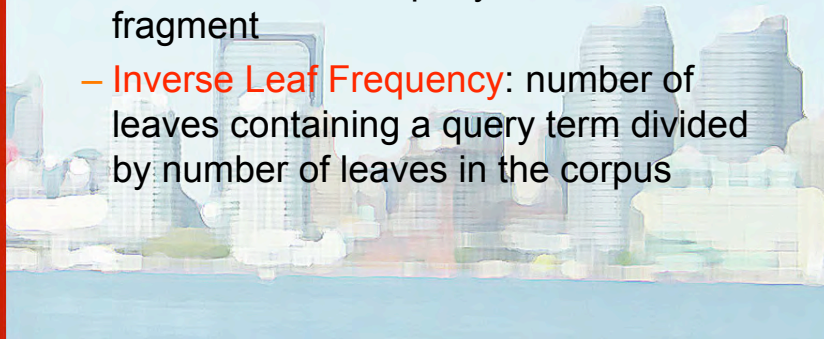 fragment
– Inverse Leaf Frequency: number of
leaves containing a query term divided
by number of leaves in the corpus